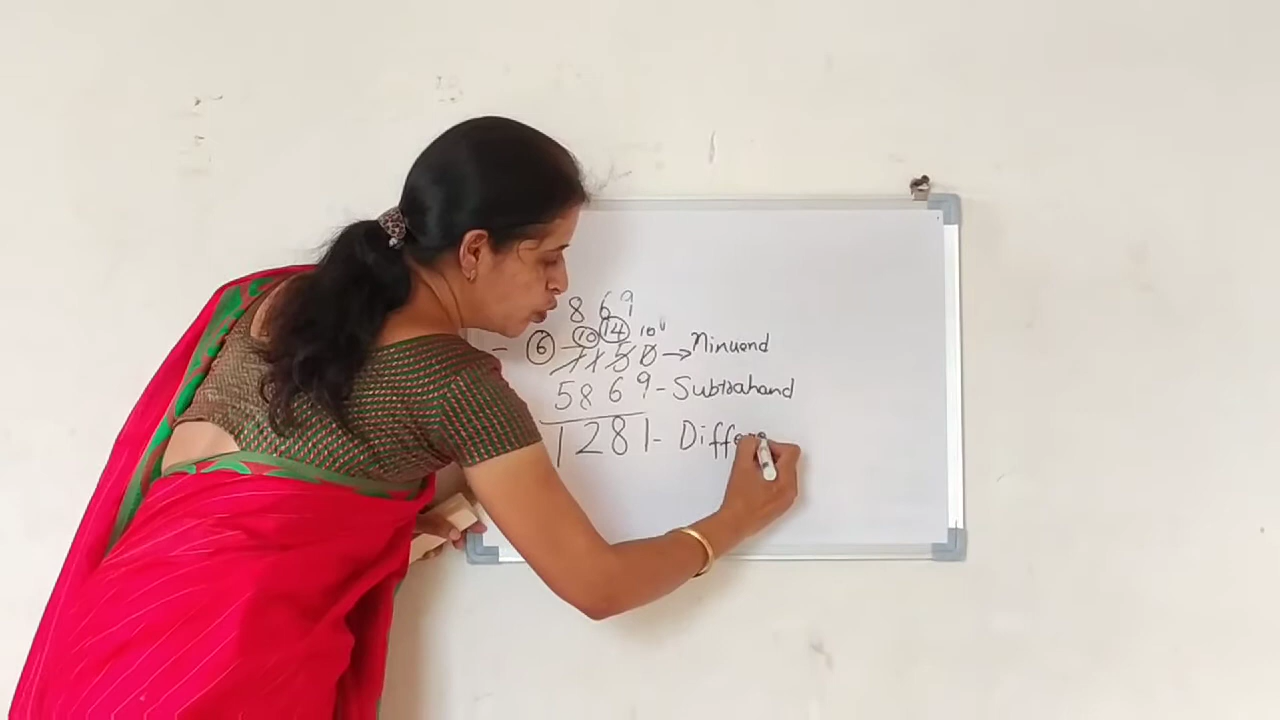 8 6 9
6 10 14 10
- 7 1 5 0 → Minuend
5 8 6 9 - Subtrahand
1 2 8 1 - Differe